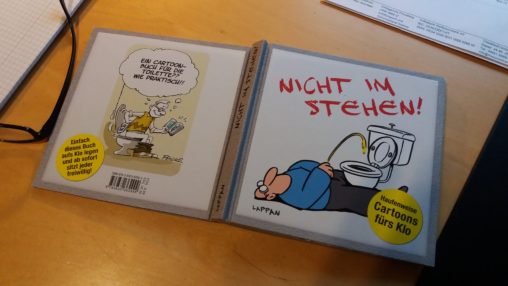 EIN CARTOON-
BUCH FÜR DIE
TOILETTE??
WIE PRAKTISCH!!
Einfach
dieses Buch
aufs Klo legen
und ab sofort
sitzt jeder
freiwillig!
LAPPAN
NICHT IM STEHEN!
NICHT IM
STEHEN!
LAPPAN
Haufenweise
Cartoons
fürs Klo